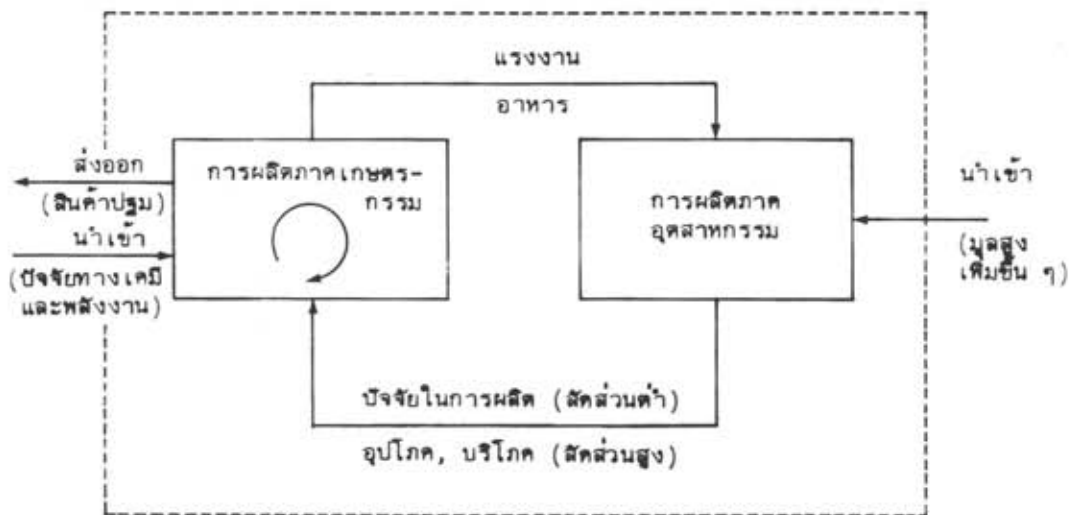 แรงงาน
อาหาร
ส่งออก
(สินค้าปฐม)
นำเข้า
(ปัจจัยทางเคมี
และพลังงาน)
การผลิตภาคเกษตร-
กรรม
การผลิตภาค
อุตสาหกรรม
นำเข้า
(มูลสูง
เพิ่มขึ้น ๆ)
ปัจจัยในการผลิต (สัดส่วนต่ำ)
อุปโภค, บริโภค (สัดส่วนสูง)